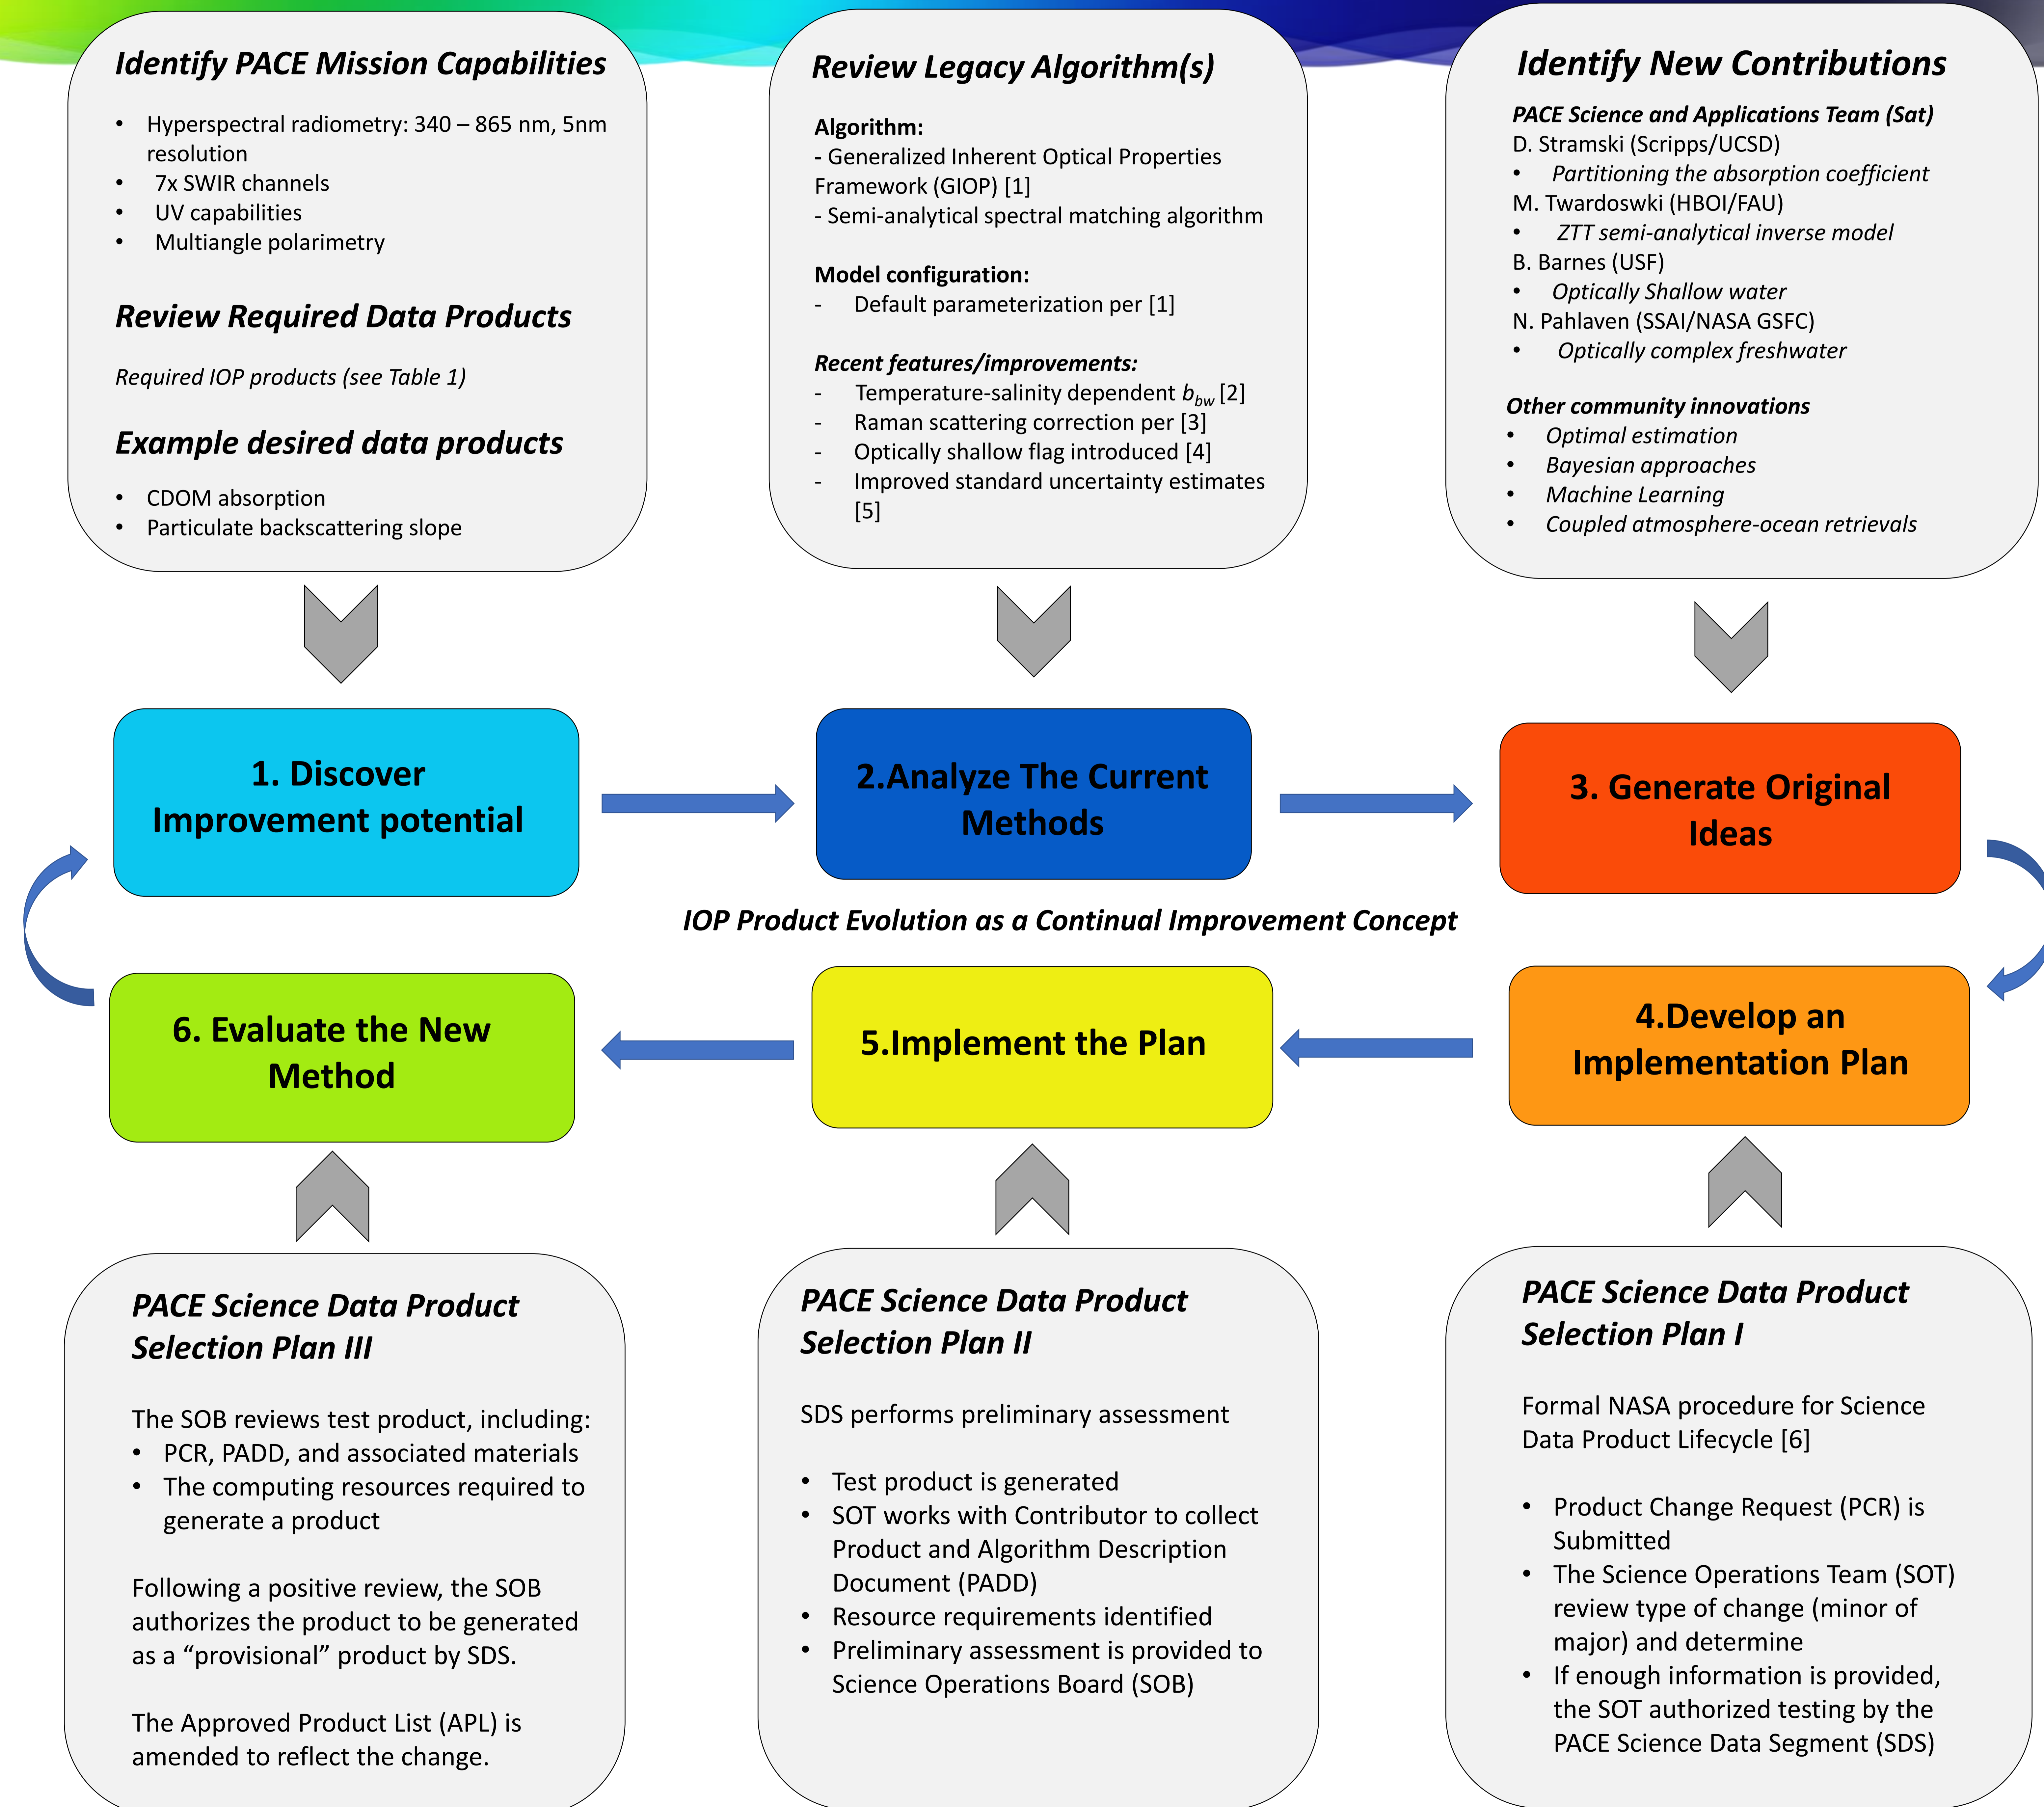 Identify PACE Mission Capabilities
• Hyperspectral radiometry: 340 – 865 nm, 5nm
resolution
• 7x SWIR channels
• UV capabilities
• Multiangle polarimetry
Review Required Data Products
Required IOP products (see Table 1)
Example desired data products
• CDOM absorption
• Particulate backscattering slope
Review Legacy Algorithm(s)
Algorithm:
- Generalized Inherent Optical Properties
Framework (GIOP) [1]
- Semi-analytical spectral matching algorithm
Model configuration:
- Default parameterization per [1]
Recent features/improvements:
- Temperature-salinity dependent bbw [2]
- Raman scattering correction per [3]
- Optically shallow flag introduced [4]
- Improved standard uncertainty estimates
[5]
Identify New Contributions
PACE Science and Applications Team (Sat)
D. Stramski (Scripps/UCSD)
• Partitioning the absorption coefficient
M. Twardoswki (HBOI/FAU)
• ZTT semi-analytical inverse model
B. Barnes (USF)
• Optically Shallow water
N. Pahlaven (SSAI/NASA GSFC)
• Optically complex freshwater
Other community innovations
• Optimal estimation
• Bayesian approaches
• Machine Learning
• Coupled atmosphere-ocean retrievals
1. Discover
Improvement potential
2.Analyze The Current
Methods
3. Generate Original
Ideas
IOP Product Evolution as a Continual Improvement Concept
6. Evaluate the New
Method
5.Implement the Plan
4.Develop an
Implementation Plan
PACE Science Data Product
Selection Plan III
The SOB reviews test product, including:
• PCR, PADD, and associated materials
• The computing resources required to
generate a product
Following a positive review, the SOB
authorizes the product to be generated
as a “provisional” product by SDS.
The Approved Product List (APL) is
amended to reflect the change.
PACE Science Data Product
Selection Plan II
SDS performs preliminary assessment
• Test product is generated
• SOT works with Contributor to collect
Product and Algorithm Description
Document (PADD)
• Resource requirements identified
• Preliminary assessment is provided to
Science Operations Board (SOB)
PACE Science Data Product
Selection Plan I
Formal NASA procedure for Science
Data Product Lifecycle [6]
• Product Change Request (PCR) is
Submitted
• The Science Operations Team (SOT)
review type of change (minor of
major) and determine
• If enough information is provided,
the SOT authorized testing by the
PACE Science Data Segment (SDS)